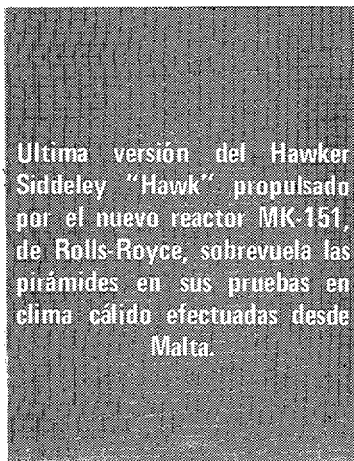 Ultima versión del Hawker
Siddeley "Hawk" propulsado
por el nuevo reactor MK-151,
de Rolls-Royce, sobrevuela las
pirámides en sus pruebas en
clima cálido efectuadas desde
Malta.